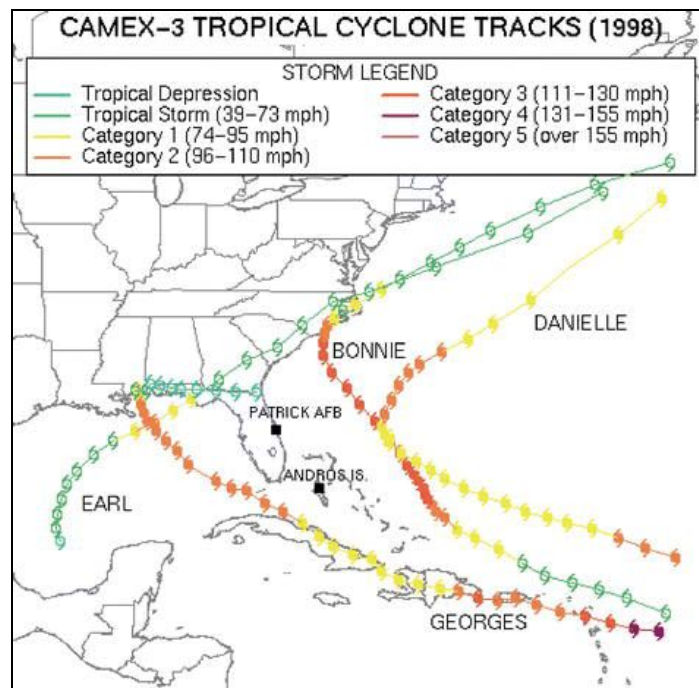 CAMEX-3 TROPICAL CYCLONE TRACKS (1998)
STORM LEGEND
Tropical Depression
Tropical Storm (39-73 mph)
Category 1 (74-95 mph)
Category 2 (96-110 mph)
Category 3 (111-130 mph)
Category 4 (131-155 mph)
Category 5 (over 155 mph)
DANIELLE
BONNIE
PATRICK AFB
ANDROS IS.
EARL
GEORGES